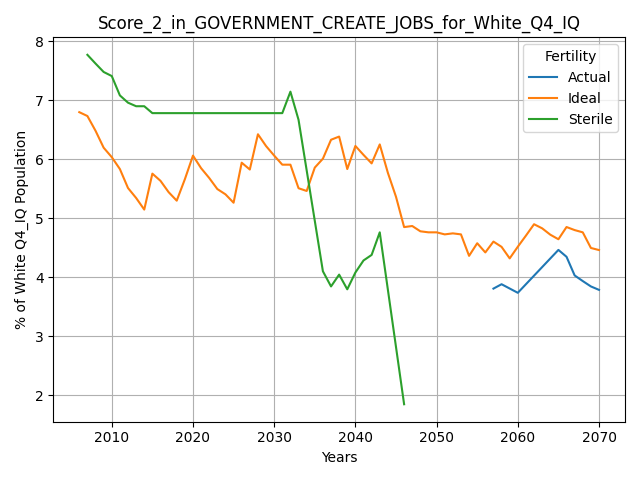 Score_2_in_GOVERNMENT_CREATE_JOBS_for_White_Q4_IQ
8
7
6
5
4
3
2
% of White Q4_IQ Population
Fertility
Actual
Ideal
Sterile
2010 2020 2030 2040 2050 2060 2070
Years